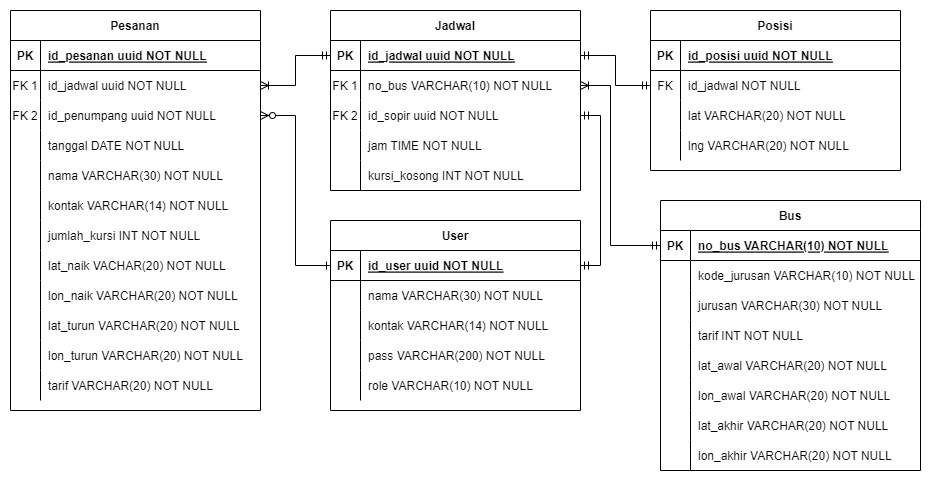 Pesanan
PK id_pesanan uuid NOT NULL
FK 1 id_jadwal uuid NOT NULL
FK 2 id_penumpang uuid NOT NULL
tanggal DATE NOT NULL
nama VARCHAR(30) NOT NULL
kontak VARCHAR(14) NOT NULL
jumlah_kursi INT NOT NULL
lat_naik VACHAR(20) NOT NULL
lon_naik VARCHAR(20) NOT NULL
lat_turun VARCHAR(20) NOT NULL
lon_turun VARCHAR(20) NOT NULL
tarif VARCHAR(20) NOT NULL
Jadwal
PK id_jadwal uuid NOT NULL
FK 1 no_bus VARCHAR(10) NOT NULL
FK 2 id_sopir uuid NOT NULL
jam TIME NOT NULL
kursi_kosong INT NOT NULL
User
PK id_user uuid NOT NULL
nama VARCHAR(30) NOT NULL
kontak VARCHAR(14) NOT NULL
pass VARCHAR(200) NOT NULL
role VARCHAR(10) NOT NULL
Posisi
PK id_posisi uuid NOT NULL
FK id_jadwal NOT NULL
lat VARCHAR(20) NOT NULL
lng VARCHAR(20) NOT NULL
Bus
PK no_bus VARCHAR(10) NOT NULL
kode_jurusan VARCHAR(10) NOT NULL
jurusan VARCHAR(30) NOT NULL
tarif INT NOT NULL
lat_awal VARCHAR(20) NOT NULL
lon_awal VARCHAR(20) NOT NULL
lat_akhir VARCHAR(20) NOT NULL
lon_akhir VARCHAR(20) NOT NULL